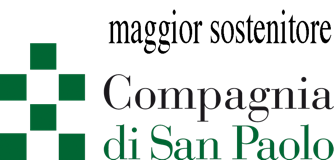 maggior sostenitore
Compagnia
di San Paolo